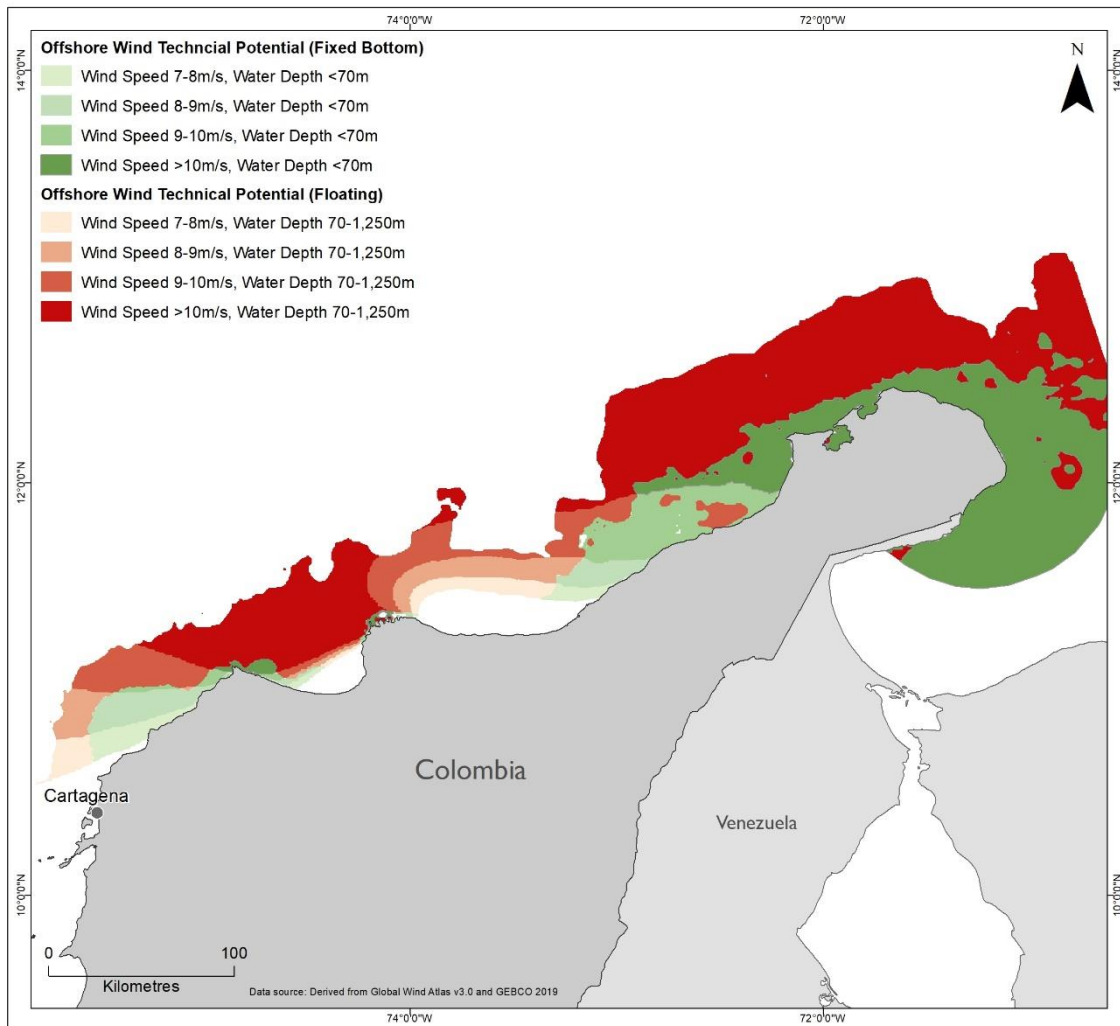 74°0'0"W
72°0'0"W
Offshore Wind Techncial Potential (Fixed Bottom)
Wind Speed 7-8m/s, Water Depth <70m
Wind Speed 8-9m/s, Water Depth <70m
Wind Speed 9-10m/s, Water Depth <70m
Wind Speed >10m/s, Water Depth <70m
Offshore Wind Technical Potential (Floating)
Wind Speed 7-8m/s, Water Depth 70-1,250m
Wind Speed 8-9m/s, Water Depth 70-1,250m
Wind Speed 9-10m/s, Water Depth 70-1,250m
Wind Speed >10m/s, Water Depth 70-1,250m
N
14°0'0"N
14°0'0"N
12°0'0"N
12°0'0"N
Colombia
Cartagena
Venezuela
10°0'0"N
10°0'0"N
0
100
Kilometres
Data source: Derived from Global Wind Atlas v3.0 and GEBCO 2019
74°0'0"W
72°0'0"W